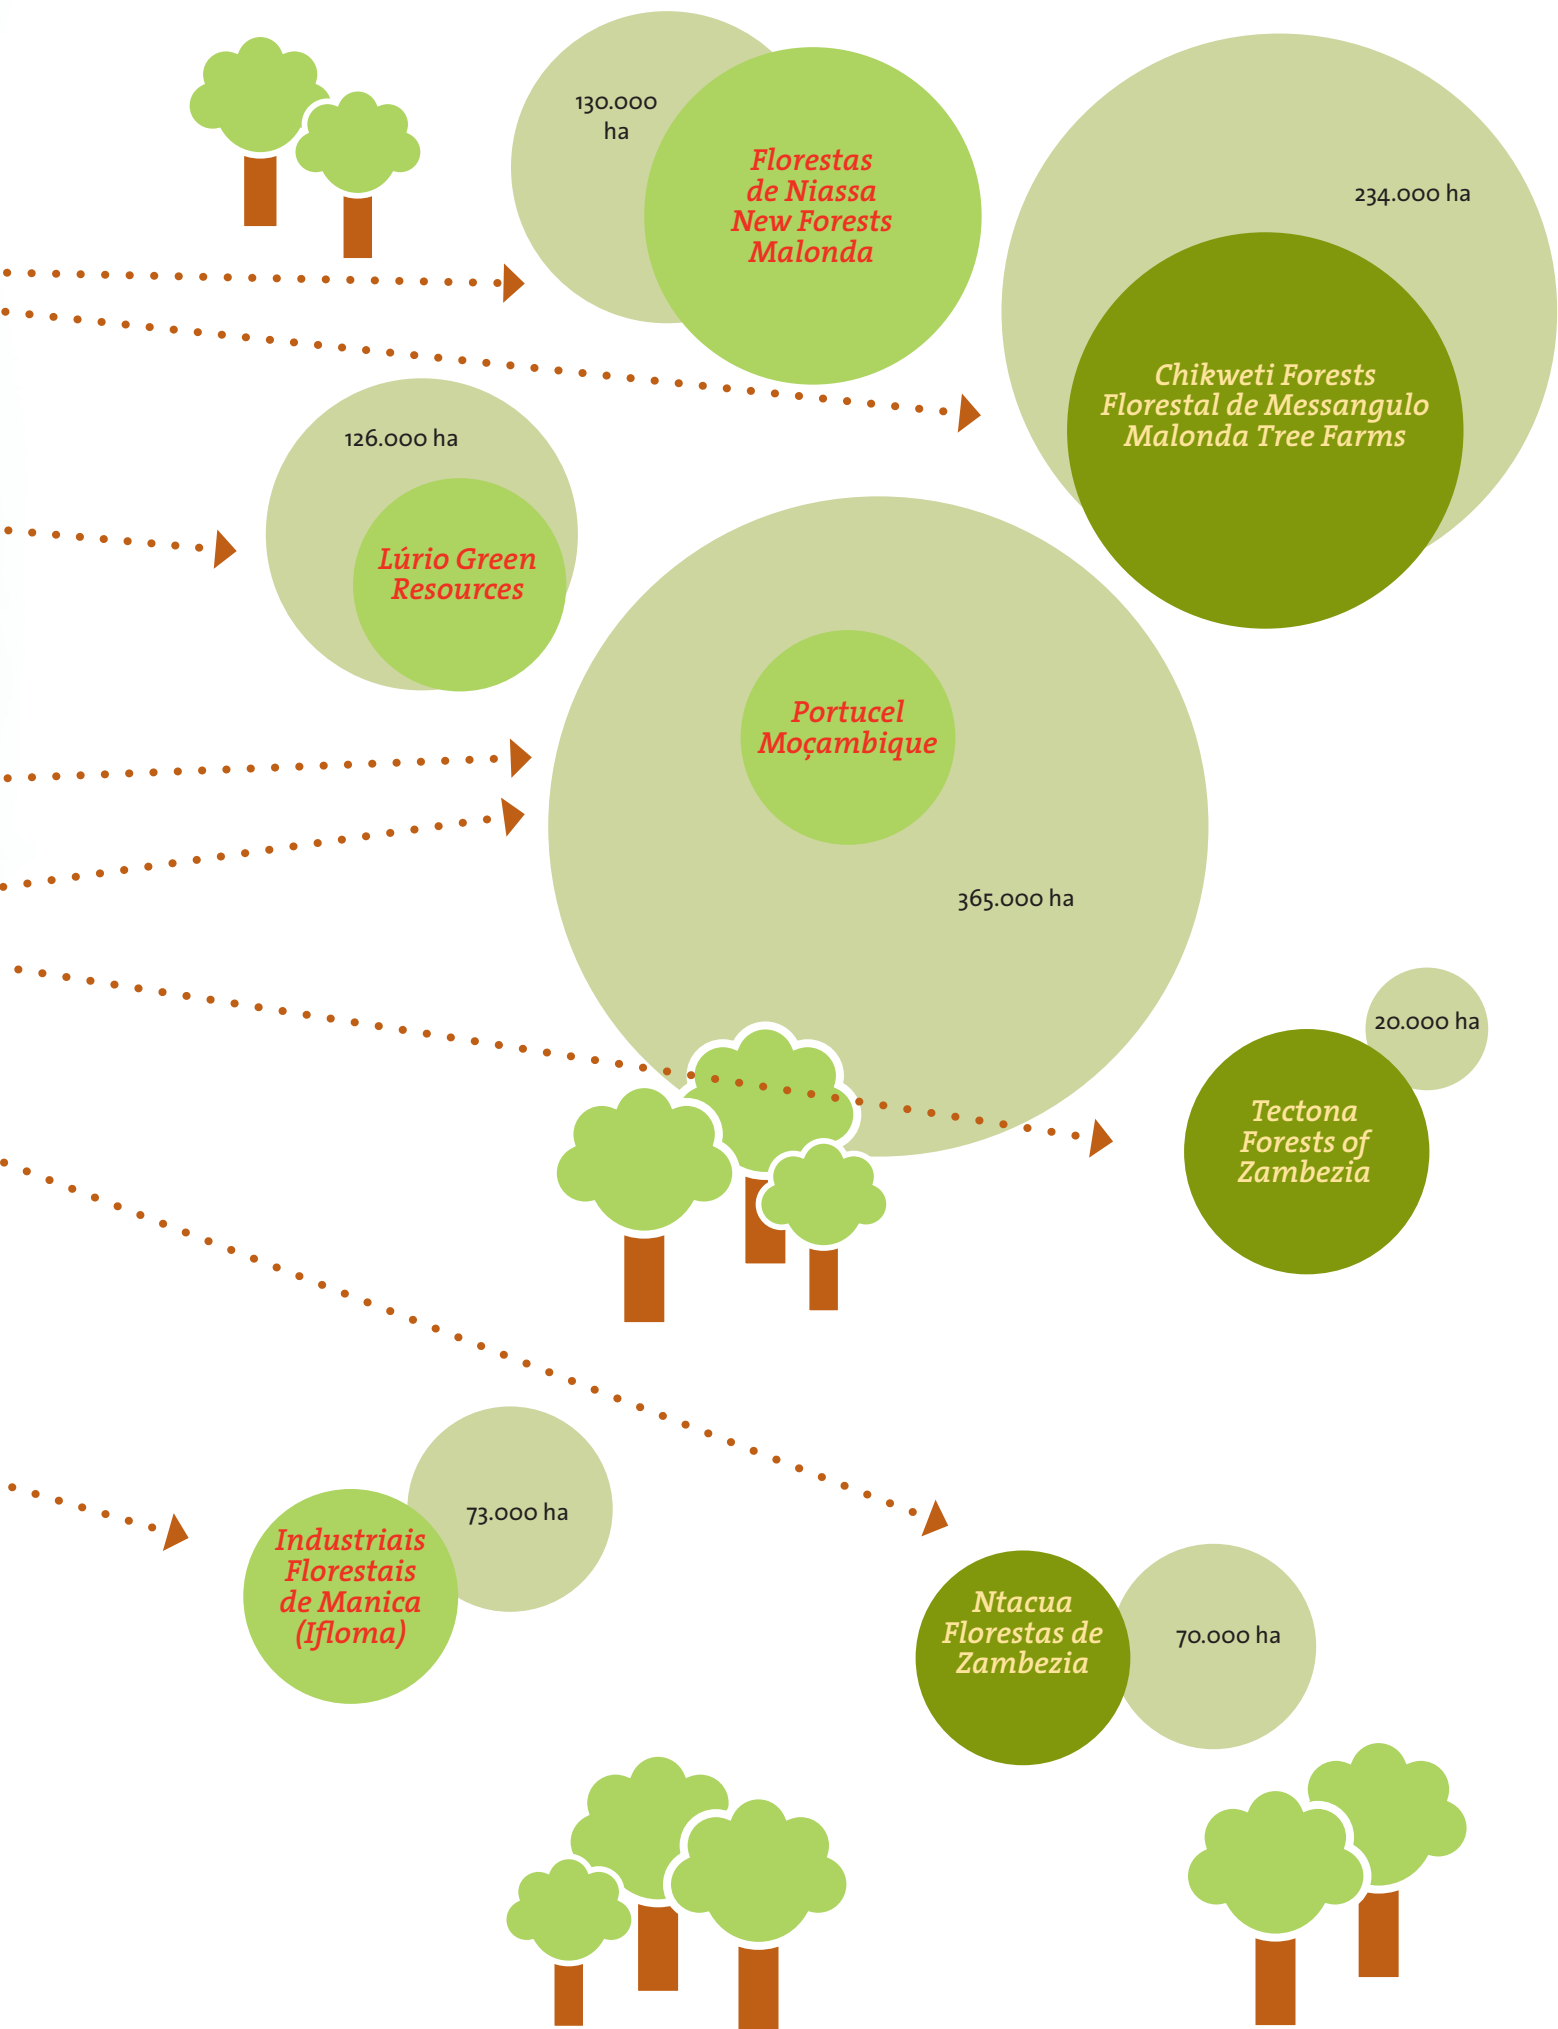 130.000
ha
Florestas
de Niassa
New Forests
Malonda
234.000 ha
Chikweti Forests
Florestal de Messangulo
Malonda Tree Farms
126.000 ha
Lúrio Green
Resources
Portucel
Moçambique
365.000 ha
20.000 ha
Tectona
Forests of
Zambezia
73.000 ha
Industriais
Florestais
de Manica
(Ifloma)
Ntacua
Florestas de
Zambezia
70.000 ha